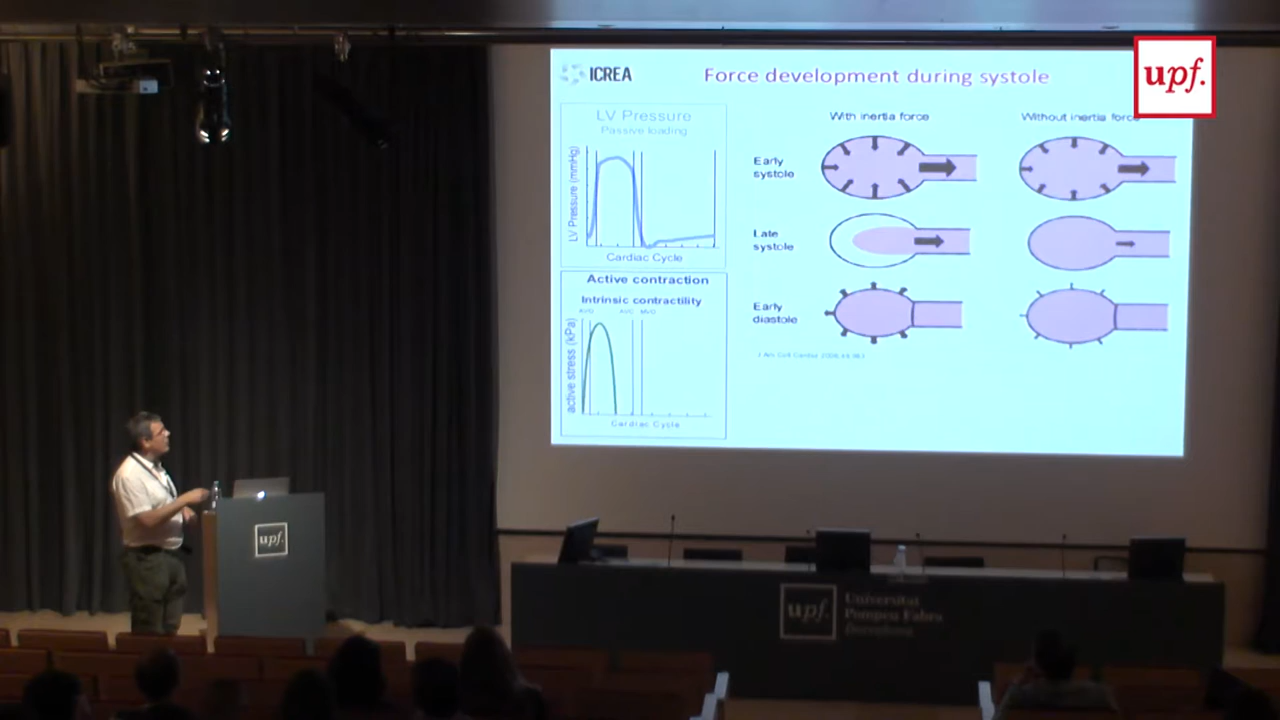 ICREA
Force development during systole
upf.
LV Pressure
Passive loading
LV Pressure (mmHg)
Cardiac Cycle
Active contraction
Intrinsic contractility
AVC
MVO
active stress (kPa)
Cardiac Cycle
With inertia force
Without inertia force
Early
systole
Late
systole
Early
diastole
upf.
upf.
Universitat
Pompeu Fabra
Barcelona